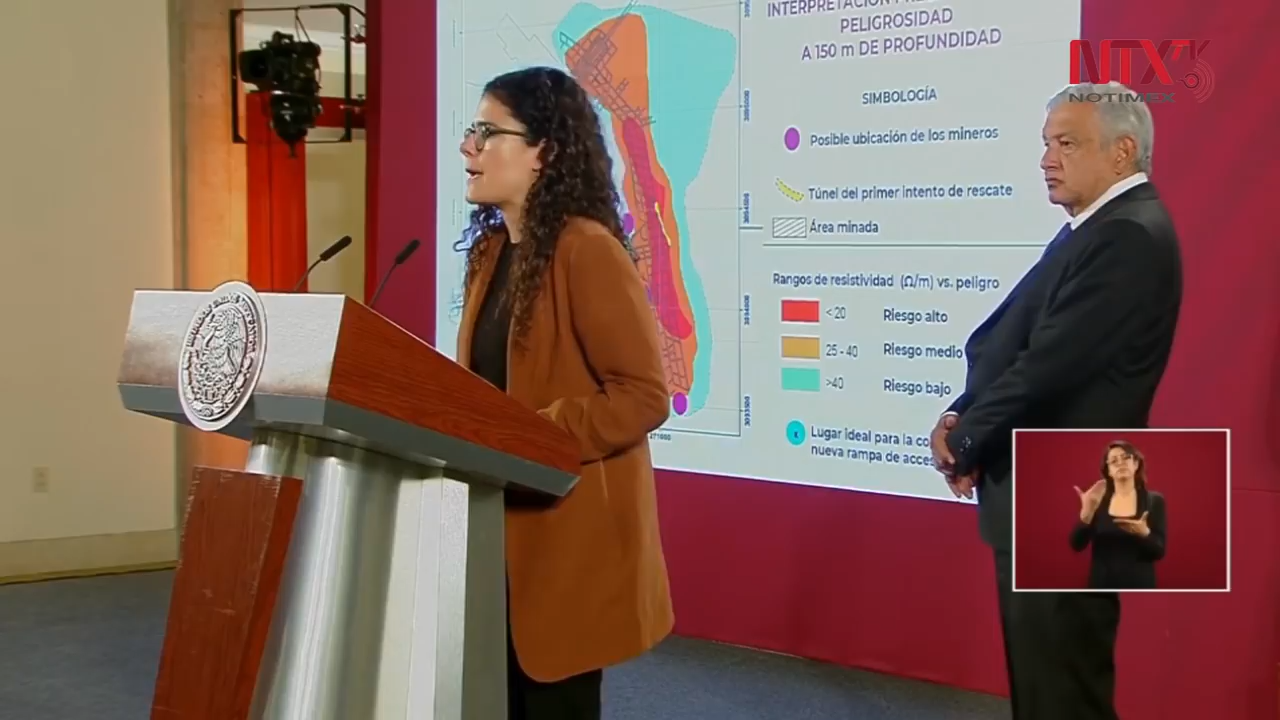 PELIGROSIDAD
A 150 m DE PROFUNDIDAD
SIMBOLOGÍA
Posible ubicación de los mineros
Túnel del primer intento de rescate
Área minada
Rangos de resistividad (Ω/m) vs. peligro
< 20 Riesgo alto
25 - 40 Riesgo medio
>40 Riesgo bajo
Lugar ideal para la co
nueva rampa de acces
NTX
NOTIMEX